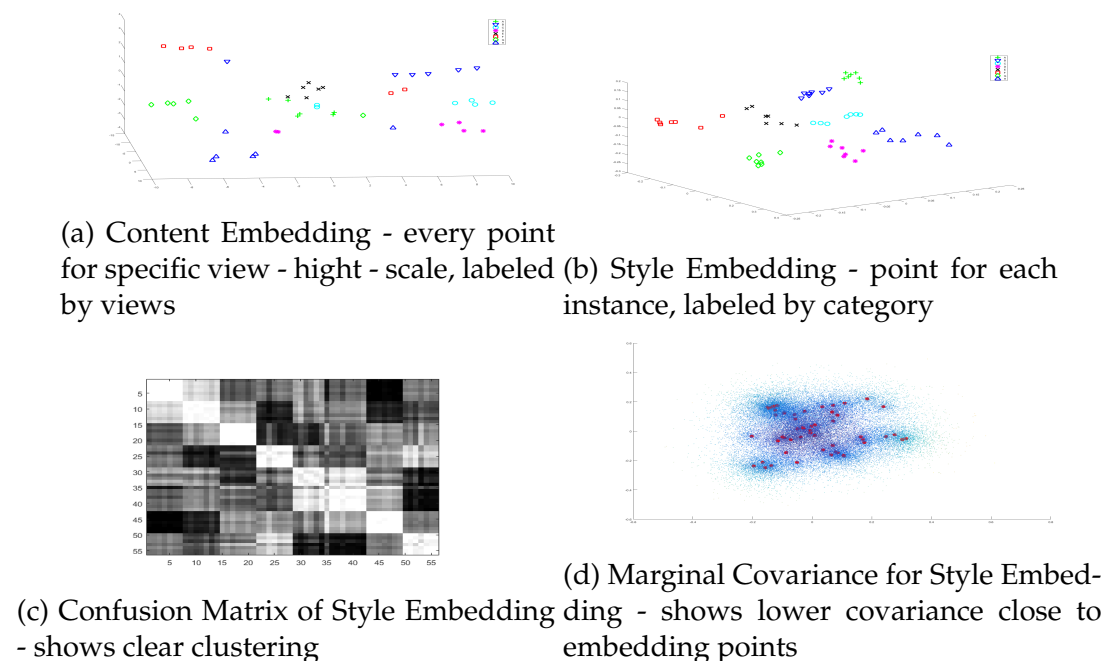 (a) Content Embedding - every point
for specific view - hight - scale, labeled
by views
(b) Style Embedding - point for each
instance, labeled by category
5
10
15
20
25
30
35
40
45
50
55
5 10 15 20 25 30 35 40 45 50 55
(c) Confusion Matrix of Style Embedding
- shows clear clustering
(d) Marginal Covariance for Style Embed-
ding - shows lower covariance close to
embedding points